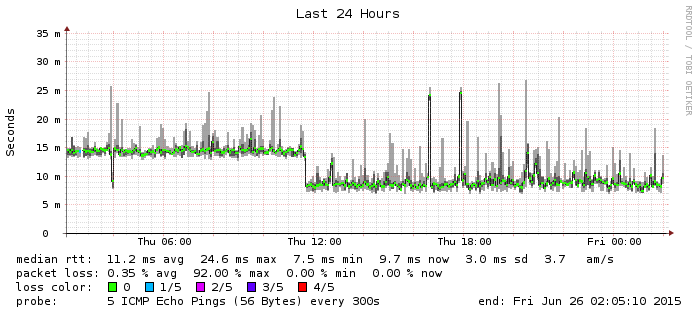 Last 24 Hours
RRDTOOL / TOBI OETIKER
Seconds
35 m
30 m
25 m
20 m
15 m
10 m
5 m
0
Thu 06:00 Thu 12:00 Thu 18:00 Fri 00:00
median rtt: 11.2 ms avg 24.6 ms max 7.5 ms min 9.7 ms now 3.0 ms sd 3.7 am/s
packet loss: 0.35 % avg 92.00 % max 0.00 % min 0.00 % now
loss color: 0 1/5 2/5 3/5 4/5
probe: 5 ICMP Echo Pings (56 Bytes) every 300s end: Fri Jun 26 02:05:10 2015